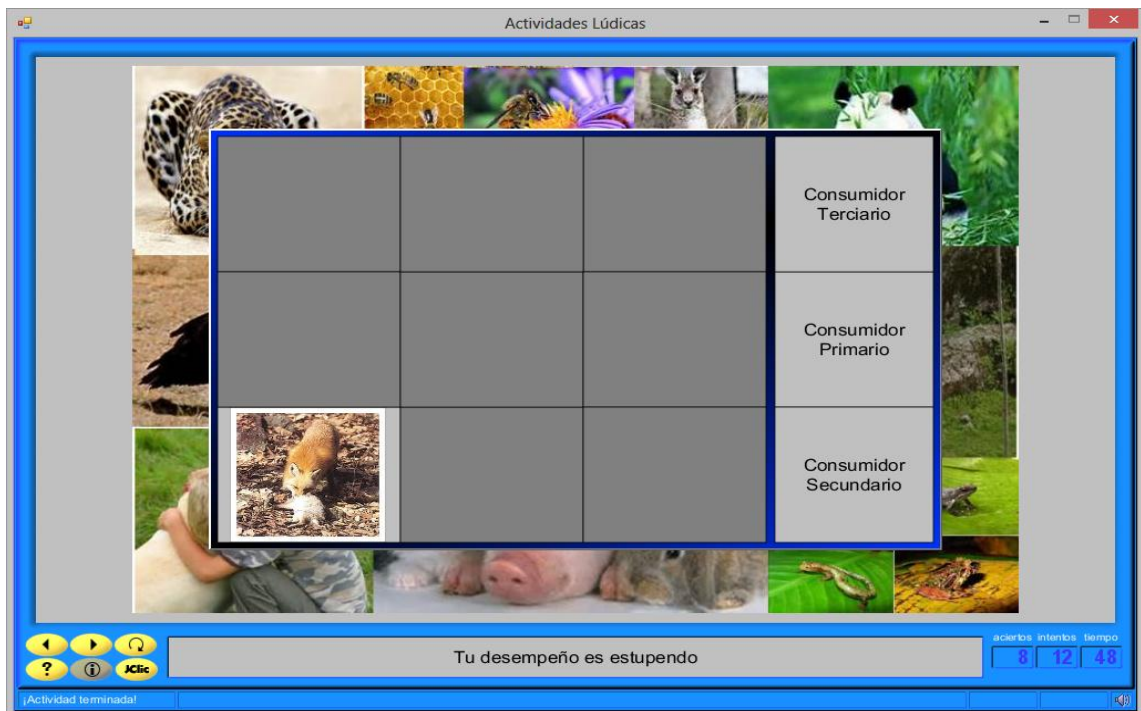 Actividades Lúdicas
Consumidor
Terciario
Consumidor
Primario
Consumidor
Secundario
?
i
JClic
Tu desempeño es estupendo
aciertos intentos tiempo
8 12 48
¡Actividad terminada!